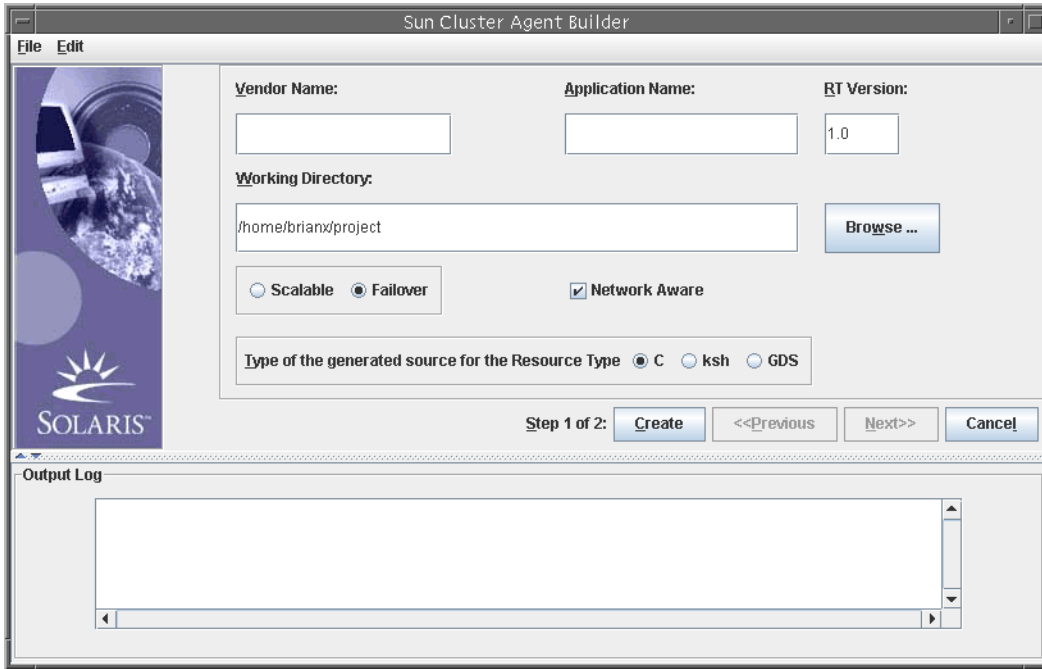 Sun Cluster Agent Builder
File Edit
Vendor Name: Application Name: RT Version:
1.0
Working Directory:
/home/brianx/project Browse ...
Scalable Failover Network Aware
Type of the generated source for the Resource Type C ksh GDS
SOLARIS™
Step 1 of 2: Create <<Previous Next>> Cancel
Output Log